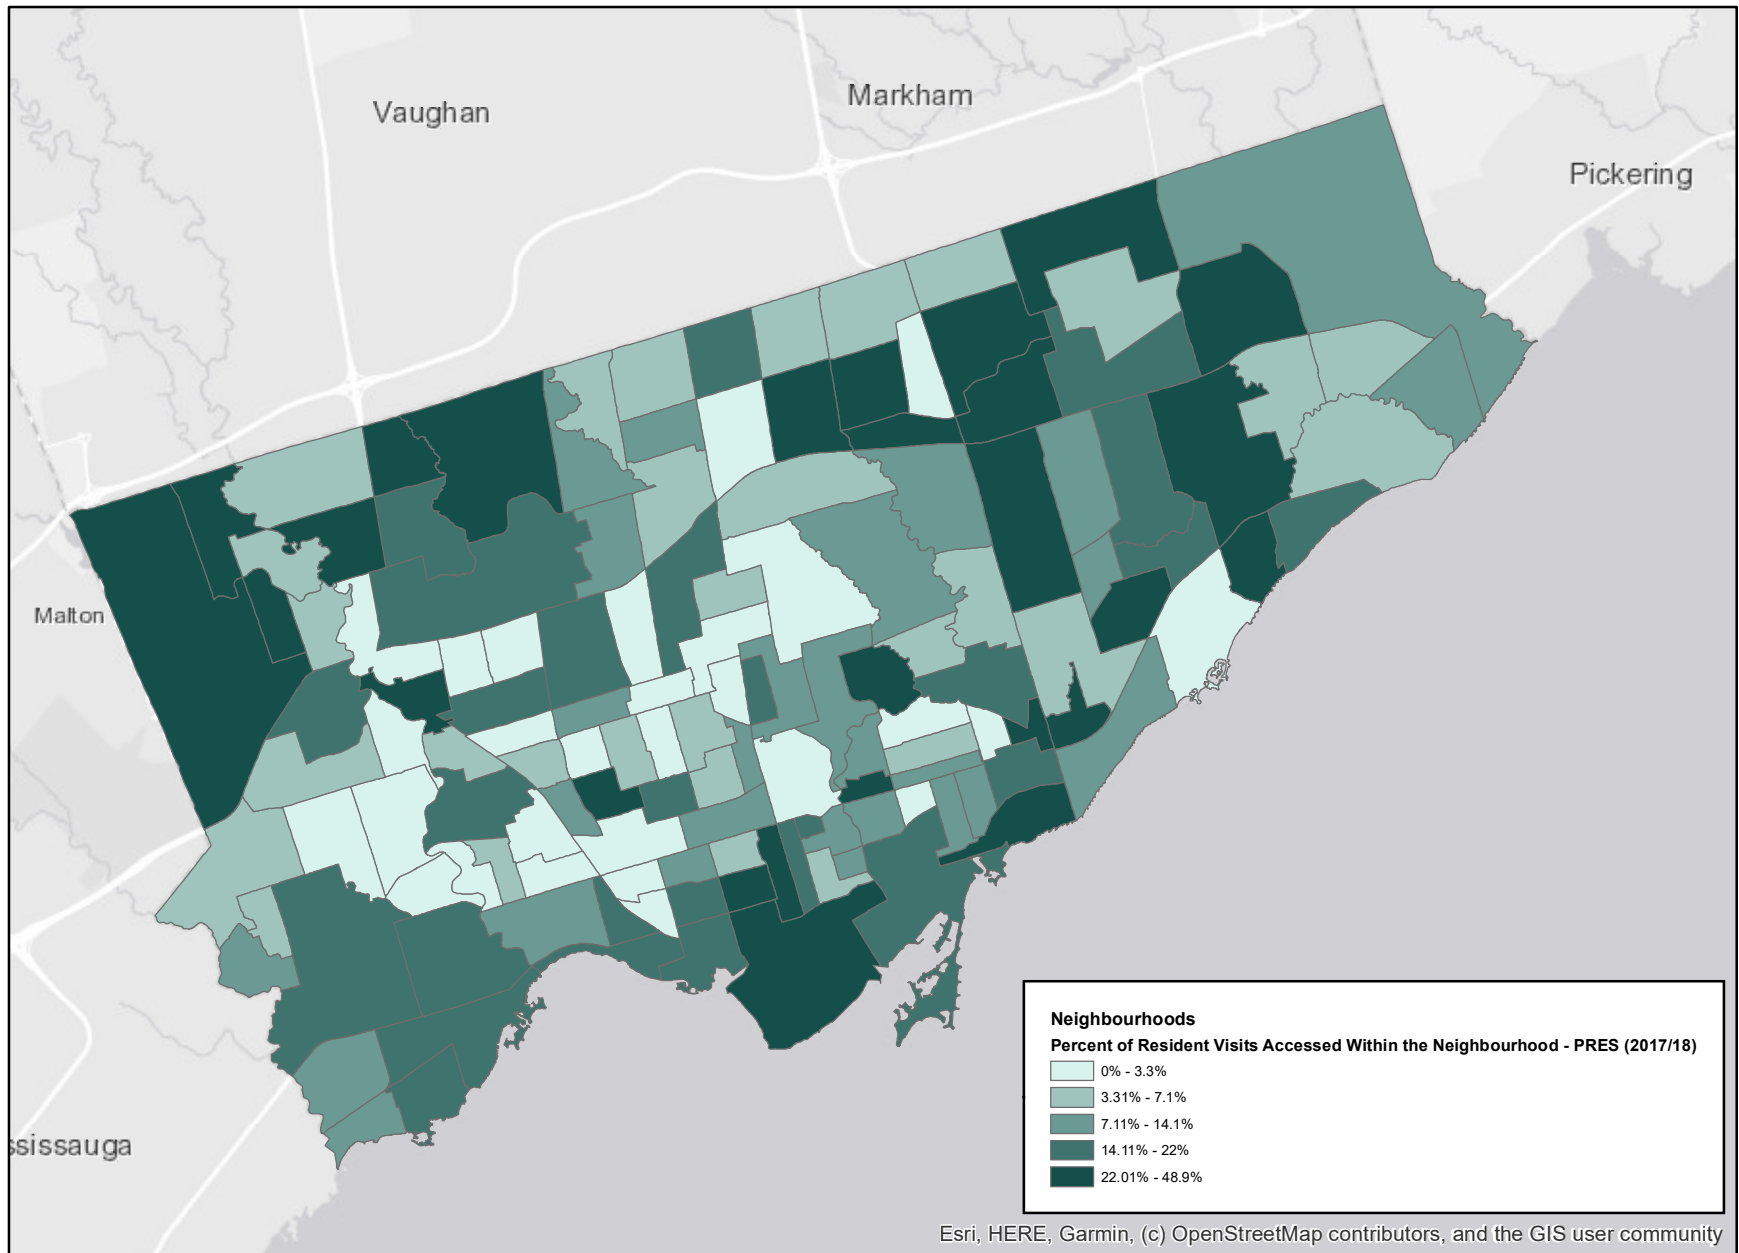 Vaughan
Markham
Pickering
Malton
ssissauga
Neighbourhoods
Percent of Resident Visits Accessed Within the Neighbourhood - PRES (2017/18)
0% - 3.3%
3.31% - 7.1%
7.11% - 14.1%
14.11% - 22%
22.01% - 48.9%
Esri, HERE, Garmin, (c) OpenStreetMap contributors, and the GIS user community